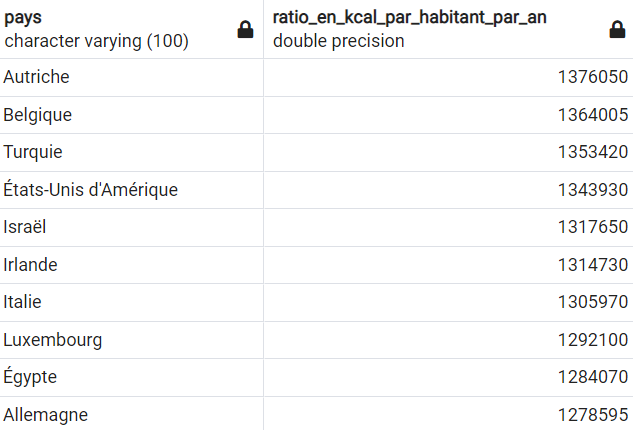 pays ratio_en_kcal_par_habitant_par_an
character varying (100) double precision
Autriche 1376050
Belgique 1364005
Turquie 1353420
États-Unis d'Amérique 1343930
Israël 1317650
Irlande 1314730
Italie 1305970
Luxembourg 1292100
Égypte 1284070
Allemagne 1278595